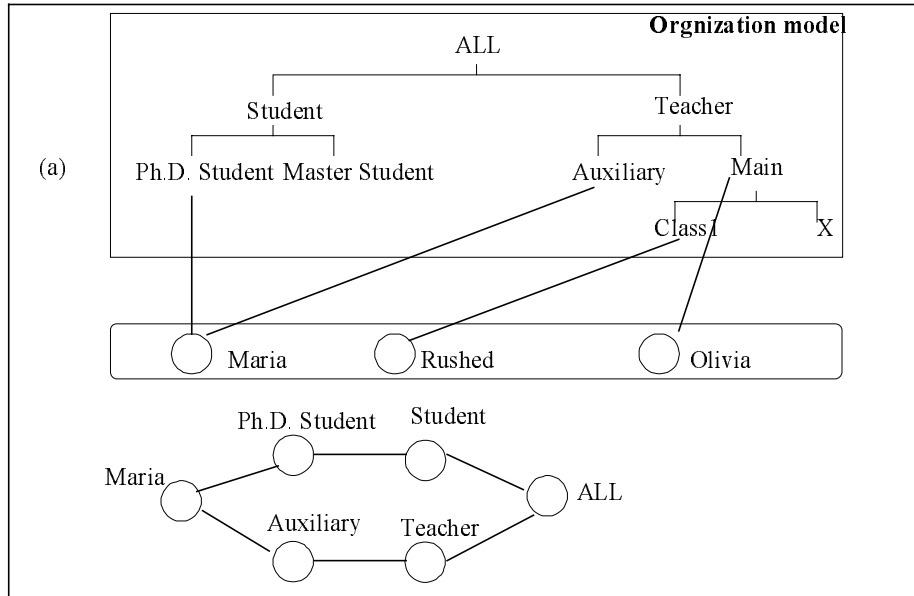 Orgnization model
ALL
Student Teacher
(a)
Ph.D. Student Master Student Auxiliary Main
Class1 X
Maria Rushed Olivia
Ph.D. Student Student
Maria ALL
Auxiliary Teacher